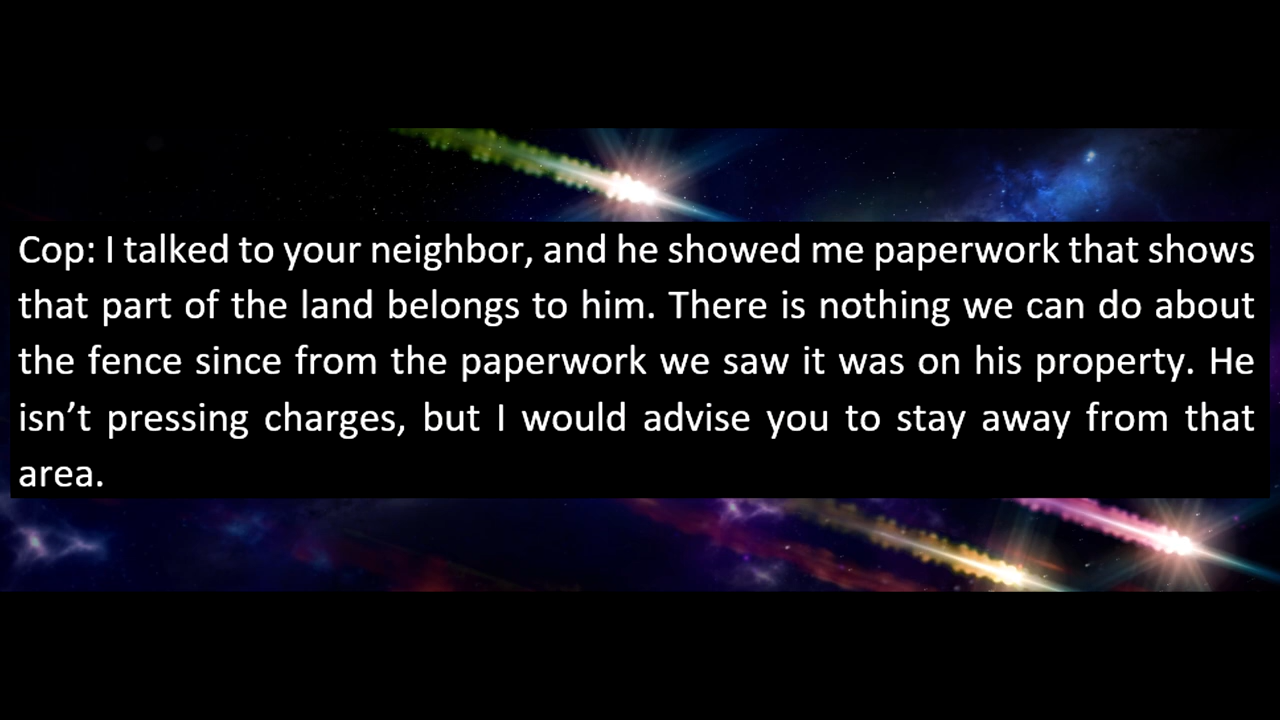 Cop: I talked to your neighbor, and he showed me paperwork that shows
that part of the land belongs to him. There is nothing we can do about
the fence since from the paperwork we saw it was on his property. He
isn’t pressing charges, but I would advise you to stay away from that
area.